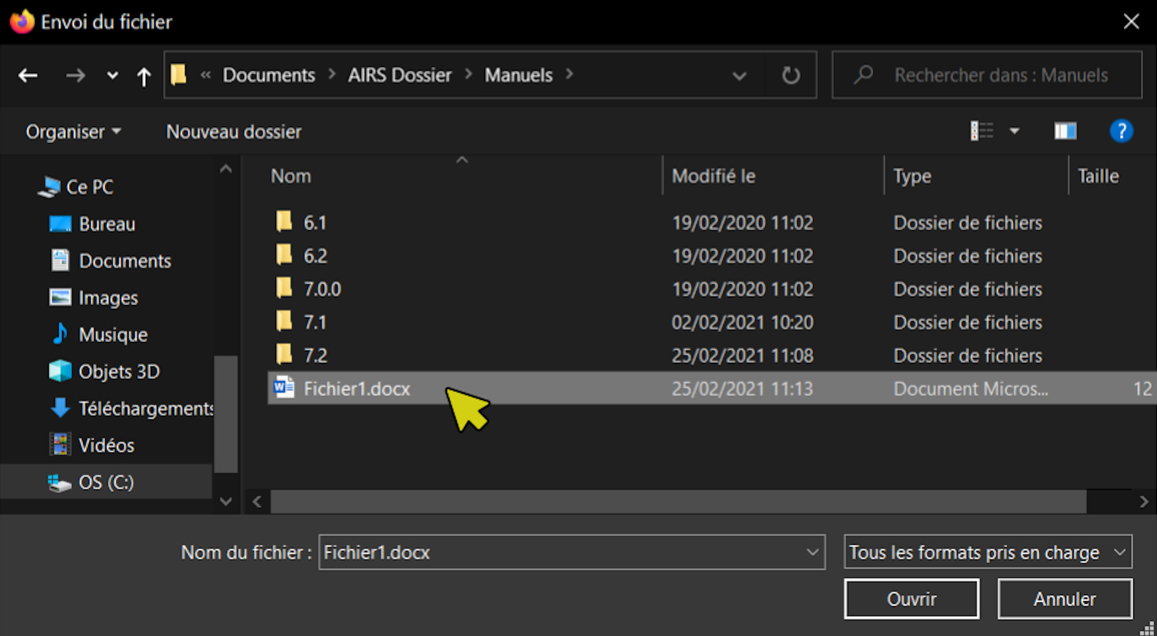 Envoi du fichier
« Documents > AIRS Dossier > Manuels >
Rechercher dans : Manuels
Organiser
Nouveau dossier
?
Ce PC
Bureau
Documents
Images
Musique
Objets 3D
Téléchargements
Vidéos
OS (C:)
Nom Modifié le Type Taille
6.1 19/02/2020 11:02 Dossier de fichiers
6.2 19/02/2020 11:02 Dossier de fichiers
7.0.0 19/02/2020 11:02 Dossier de fichiers
7.1 02/02/2021 10:20 Dossier de fichiers
7.2 25/02/2021 11:08 Dossier de fichiers
Fichier1.docx 25/02/2021 11:13 Document Micros... 12
Nom du fichier : Fichier1.docx Tous les formats pris en charge
Ouvrir Annuler